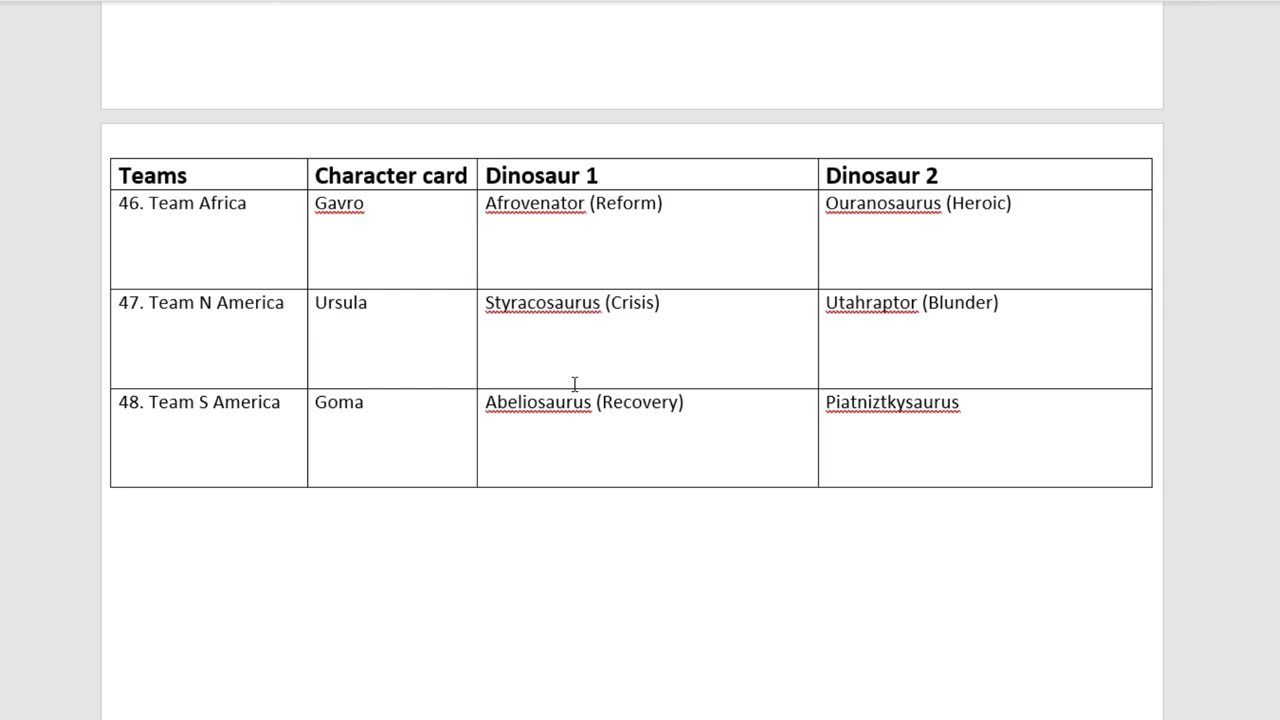 Teams Character card Dinosaur 1 Dinosaur 2
46. Team Africa Gavro Afrovenator (Reform) Ouranosaurus (Heroic)
47. Team N America Ursula Styracosaurus (Crisis) Utahraptor (Blunder)
48. Team S America Goma Abeliosaurus (Recovery) Piatniztkysaurus